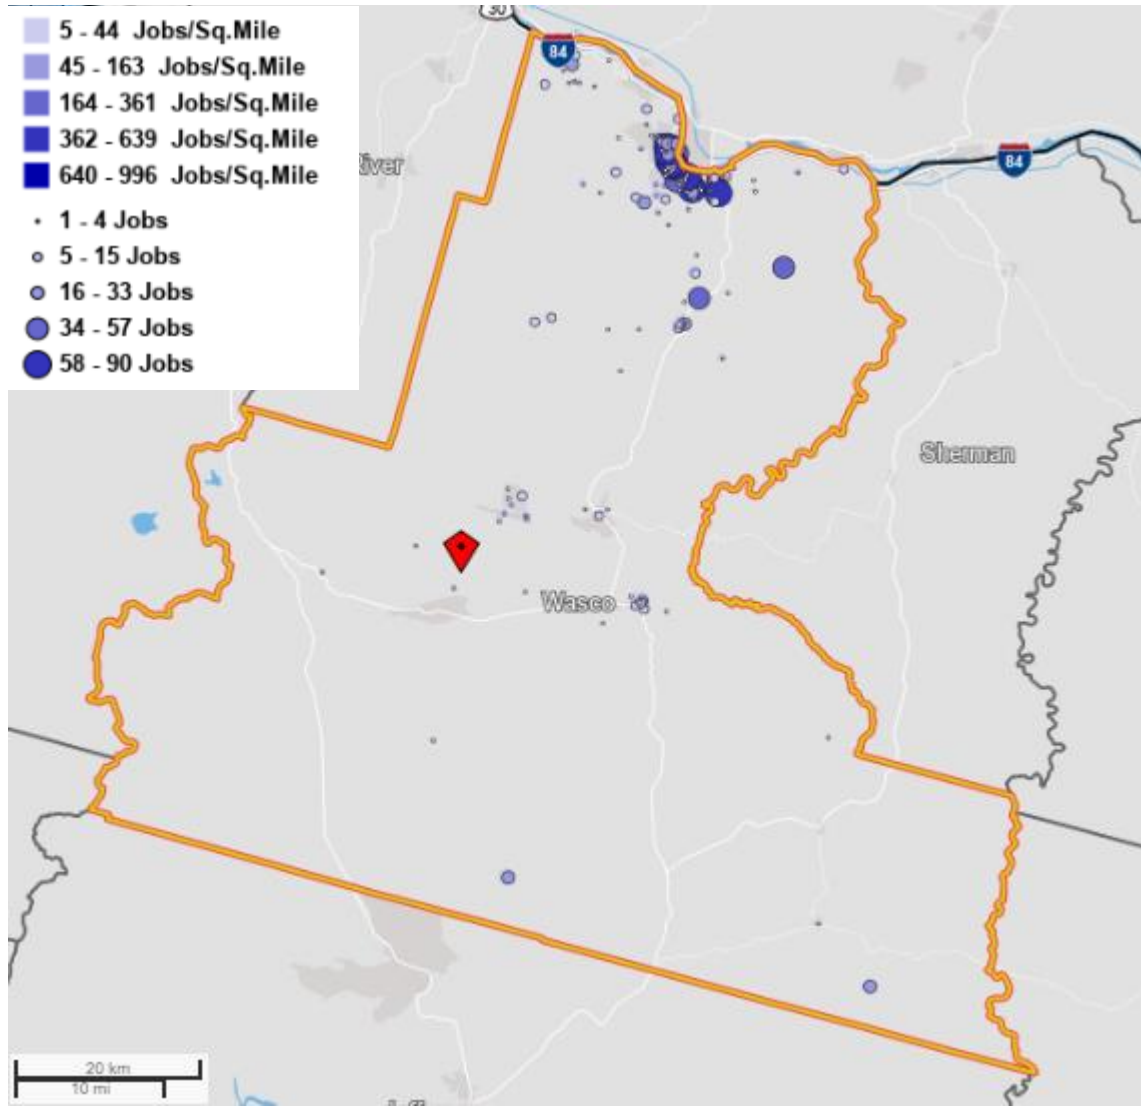 5 - 44 Jobs/Sq.Mile
45 - 163 Jobs/Sq.Mile
164 - 361 Jobs/Sq.Mile
362 - 639 Jobs/Sq.Mile
640 - 996 Jobs/Sq.Mile
1 - 4 Jobs
5 - 15 Jobs
16 - 33 Jobs
34 - 57 Jobs
58 - 90 Jobs
30
84
84
River
Sherman
Wasco
20 km
10 mi